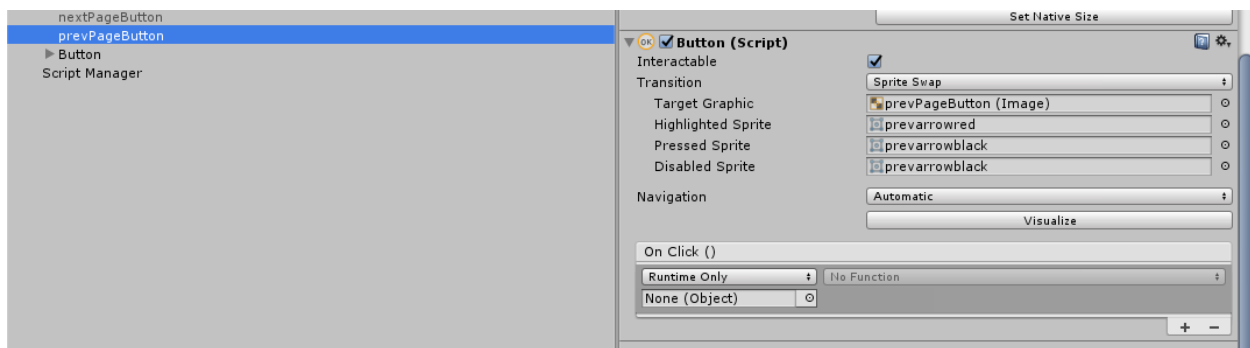 nextPageButton
prevPageButton
Button
Script Manager
Set Native Size
OK Button (Script)
Interactable
Transition Sprite Swap
Target Graphic prevPageButton (Image)
Highlighted Sprite prevarrowred
Pressed Sprite prevarrowblack
Disabled Sprite prevarrowblack
Navigation Automatic
Visualize
On Click ()
Runtime Only No Function
None (Object)
+ −